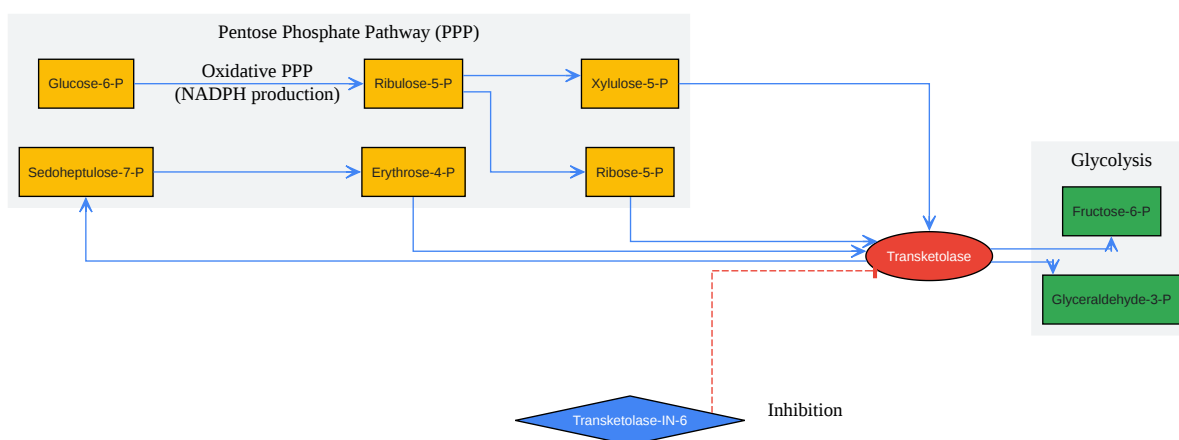 Pentose Phosphate Pathway (PPP)
Glucose-6-P
Oxidative PPP
(NADPH production)
Ribulose-5-P
Xylulose-5-P
Sedoheptulose-7-P
Erythrose-4-P
Ribose-5-P
Glycolysis
Fructose-6-P
Transketolase
Glyceraldehyde-3-P
Transketolase-IN-6
Inhibition